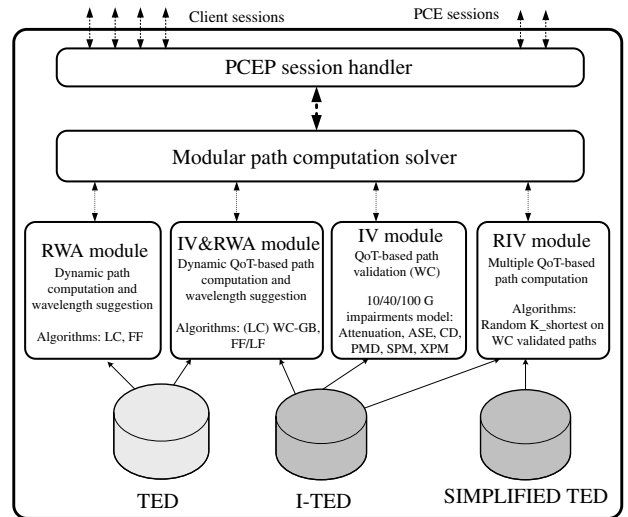 Client sessions
PCE sessions
PCEP session handler
Modular path computation solver
RWA module
Dynamic path
computation and
wavelength suggestion
Algorithms: LC, FF
IV&RWA module
Dynamic QoT-based path
computation and
wavelength suggestion
Algorithms: (LC) WC-GB,
FF/LF
IV module
QoT-based path
validation (WC)
10/40/100 G
impairments model:
Attenuation, ASE, CD,
PMD, SPM, XPM
RIV module
Multiple QoT-based
path computation
Algorithms:
Random K_shortest on
WC validated paths
TED
I-TED
SIMPLIFIED TED